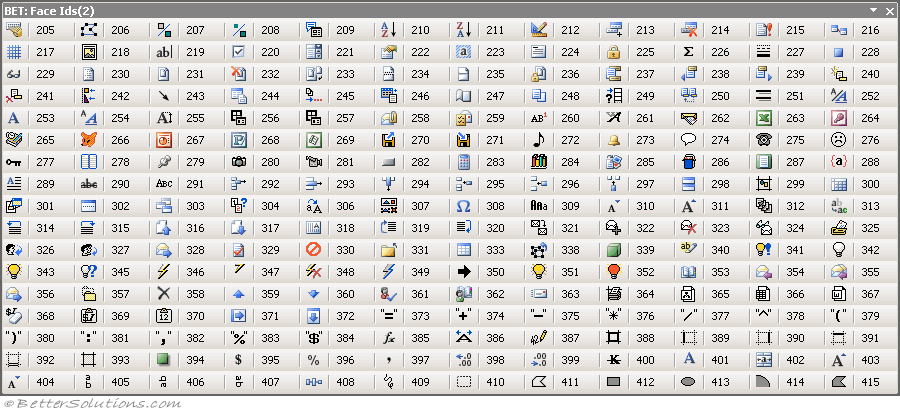 BET: Face Ids(2)
205 206 207 208 209 210 211 212 213 214 215 216
217 218 219 220 221 222 223 224 225 226 227 228
229 230 231 232 233 234 235 236 237 238 239 240
241 242 243 244 245 246 247 248 249 250 251 252
253 254 255 256 257 258 259 260 261 262 263 264
265 266 267 268 269 270 271 272 273 274 275 276
277 278 279 280 281 282 283 284 285 286 287 288
289 290 291 292 293 294 295 296 297 298 299 300
301 302 303 304 306 307 308 309 310 311 312 313
314 315 316 317 318 319 320 321 322 323 324 325
326 327 328 329 330 331 333 338 339 340 341 342
343 345 346 347 348 349 350 351 352 353 354 355
356 357 358 359 360 361 362 363 364 365 366 367
368 369 370 371 372 "=" 373 "+" 374 "-" 375 "*" 376 "/" 377 "^" 378 "(" 379
")" 380 ":" 381 "," 382 "%" 383 "$" 384 fx 385 386 387 388 389 390 391
392 393 394 $ 395 % 396 , 397 398 399 K 400 A 401 402 A 403
A 404 405 406 407 408 409 410 411 412 413 414 415
©BetterSolutions.com